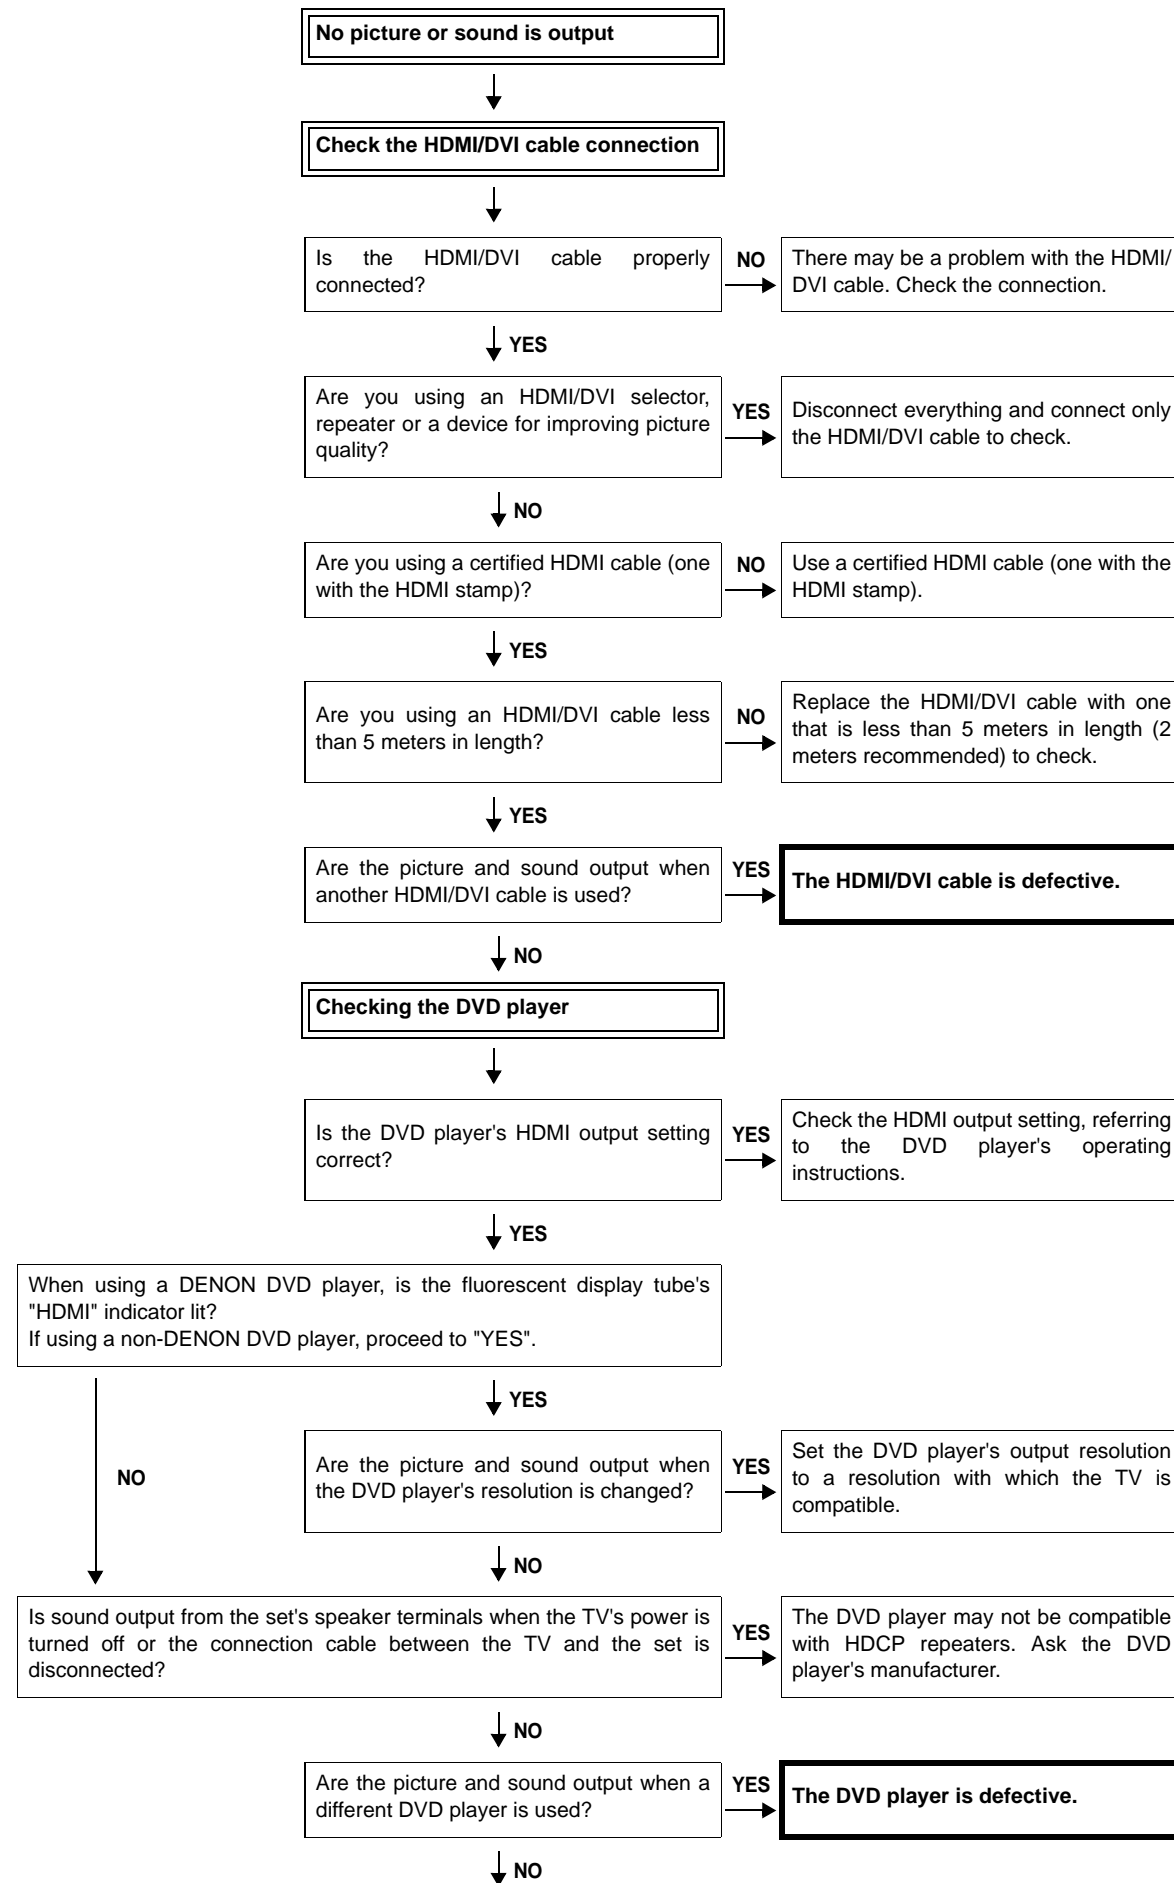 No picture or sound is output
Check the HDMI/DVI cable connection
Is the HDMI/DVI cable properly
connected?
NO
There may be a problem with the HDMI/
DVI cable. Check the connection.
YES
Are you using an HDMI/DVI selector,
repeater or a device for improving picture
quality?
YES
Disconnect everything and connect only
the HDMI/DVI cable to check.
NO
Are you using a certified HDMI cable (one
with the HDMI stamp)?
NO
Use a certified HDMI cable (one with the
HDMI stamp).
YES
Are you using an HDMI/DVI cable less
than 5 meters in length?
NO
Replace the HDMI/DVI cable with one
that is less than 5 meters in length (2
meters recommended) to check.
YES
Are the picture and sound output when
another HDMI/DVI cable is used?
YES
The HDMI/DVI cable is defective.
NO
Checking the DVD player
Is the DVD player's HDMI output setting
correct?
YES
Check the HDMI output setting, referring
to the DVD player's operating
instructions.
YES
When using a DENON DVD player, is the fluorescent display tube's
"HDMI" indicator lit?
If using a non-DENON DVD player, proceed to "YES".
YES
NO
Are the picture and sound output when
the DVD player's resolution is changed?
YES
Set the DVD player's output resolution
to a resolution with which the TV is
compatible.
NO
Is sound output from the set's speaker terminals when the TV's power is
turned off or the connection cable between the TV and the set is
disconnected?
YES
The DVD player may not be compatible
with HDCP repeaters. Ask the DVD
player's manufacturer.
NO
Are the picture and sound output when a
different DVD player is used?
YES
The DVD player is defective.
NO